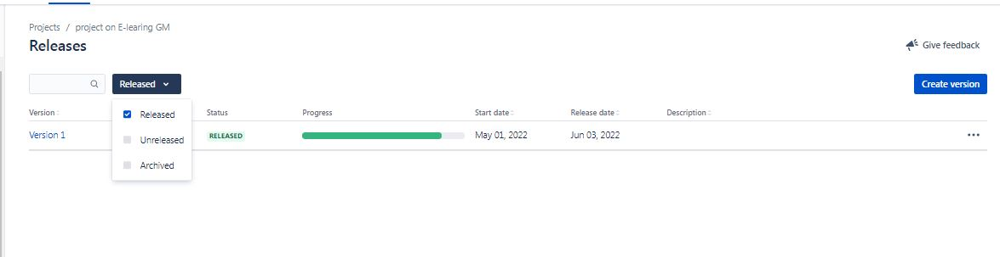 Projects / project on E-learing GM
Releases
Give feedback
Released
Create version
Version Status Progress Start date Release date Description
Released
Version 1 RELEASED May 01, 2022 Jun 03, 2022
Unreleased
Archived